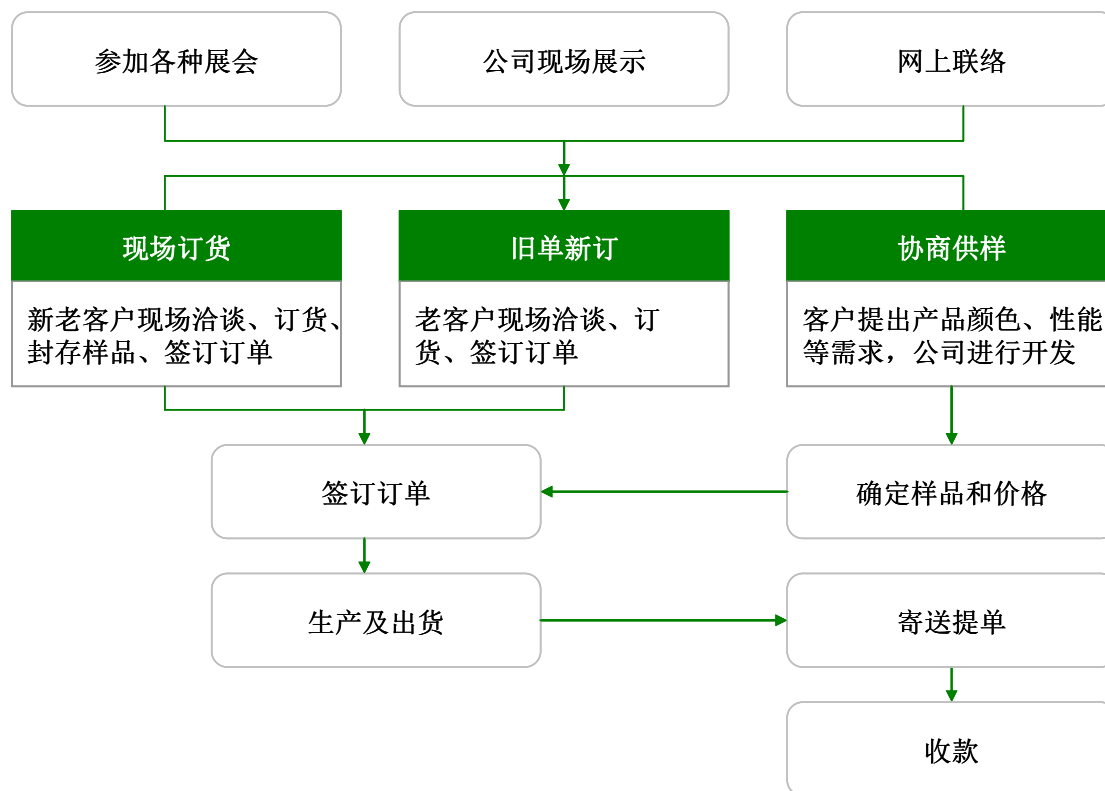 参加各种展会
公司现场展示
网上联络
现场订货
旧单新订
协商供样
新老客户现场洽谈、订货、
封存样品、签订订单
老客户现场洽谈、订
货、签订订单
客户提出产品颜色、性能
等需求，公司进行开发
签订订单
确定样品和价格
生产及出货
寄送提单
收款